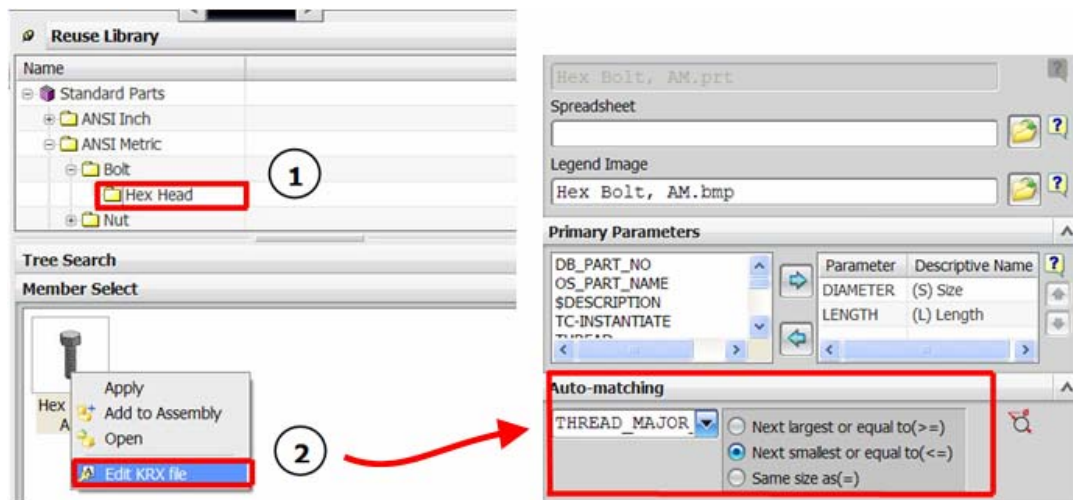 Reuse Library
Name
Standard Parts
ANSI Inch
ANSI Metric
Bolt
Hex Head
Nut
1
Tree Search
Member Select
Hex
A
Apply
Add to Assembly
Open
Edit KRX file
2
Hex Bolt, AM.prt
Spreadsheet
Legend Image
Hex Bolt, AM.bmp
Primary Parameters
DB_PART_NO
OS_PART_NAME
$DESCRIPTION
TC-INSTANTIATE
Parameter Descriptive Name
DIAMETER (S) Size
LENGTH (L) Length
Auto-matching
THREAD_MAJOR_
Next largest or equal to(>=)
Next smallest or equal to(<=)
Same size as(=)